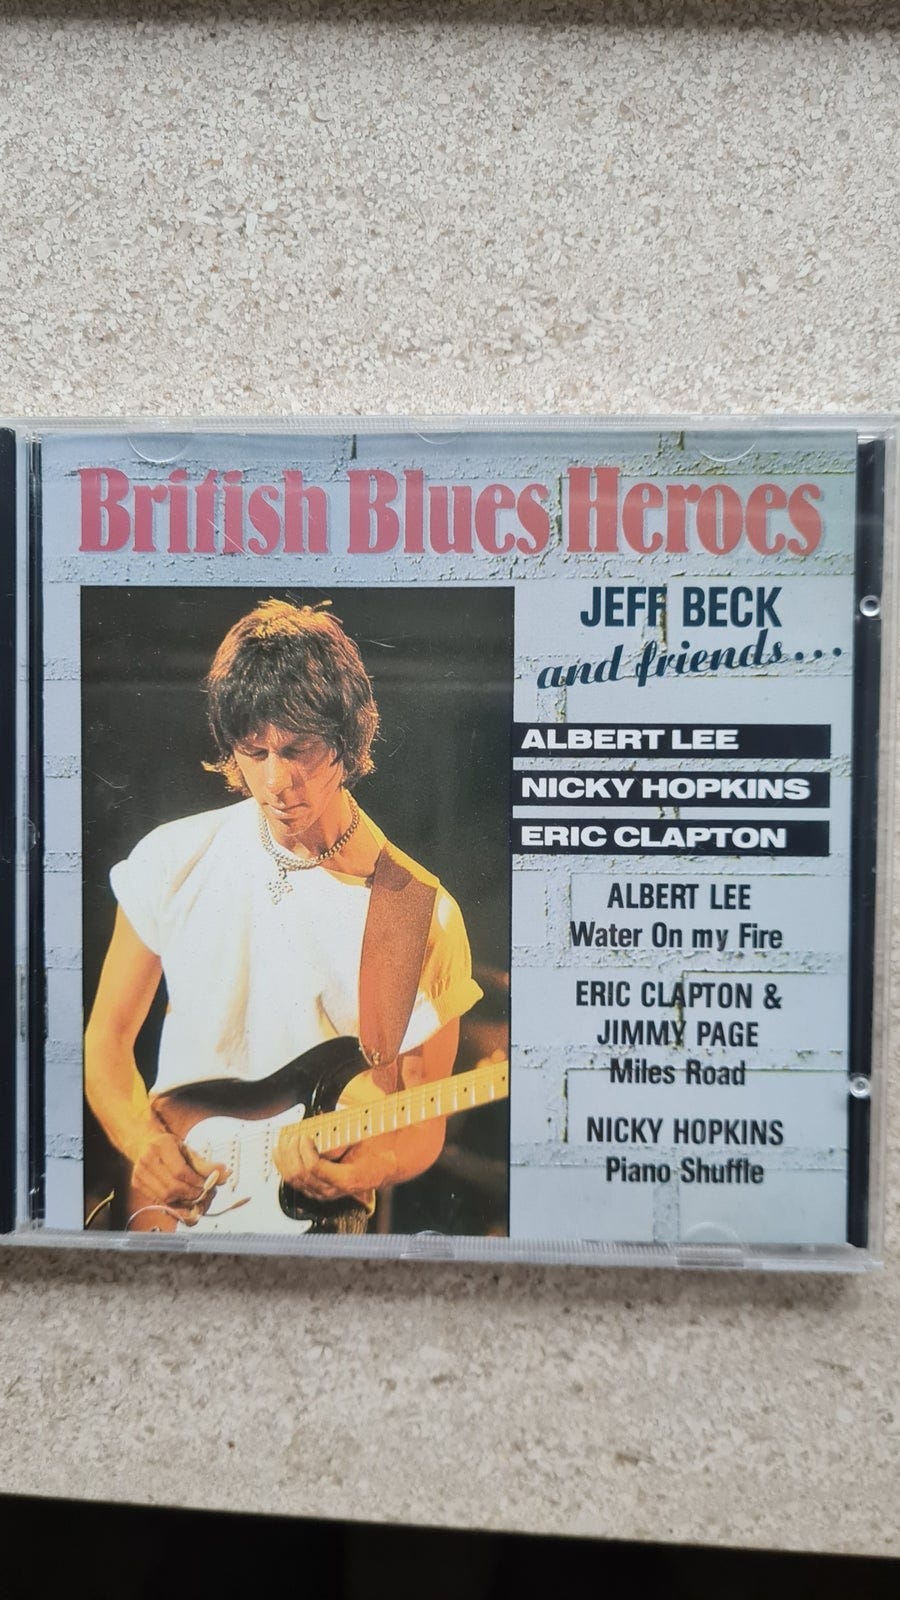 British Blues Heroes
JEFF BECK
and friends...
ALBERT LEE
NICKY HOPKINS
ERIC CLAPTON
ALBERT LEE
Water On my Fire
ERIC CLAPTON &
JIMMY PAGE
Miles Road
NICKY HOPKINS
Piano Shuffle